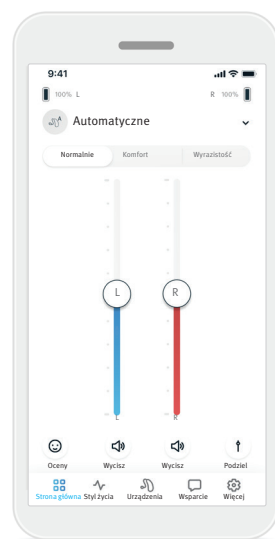 9:41
100% L R 100%
A
Automatyczne
Normalnie Komfort Wyrazistość
L R
L R
Oceny Wycisz Wycisz Podziel
Strona główna Styl życia Urządzenia Wsparcie Więcej